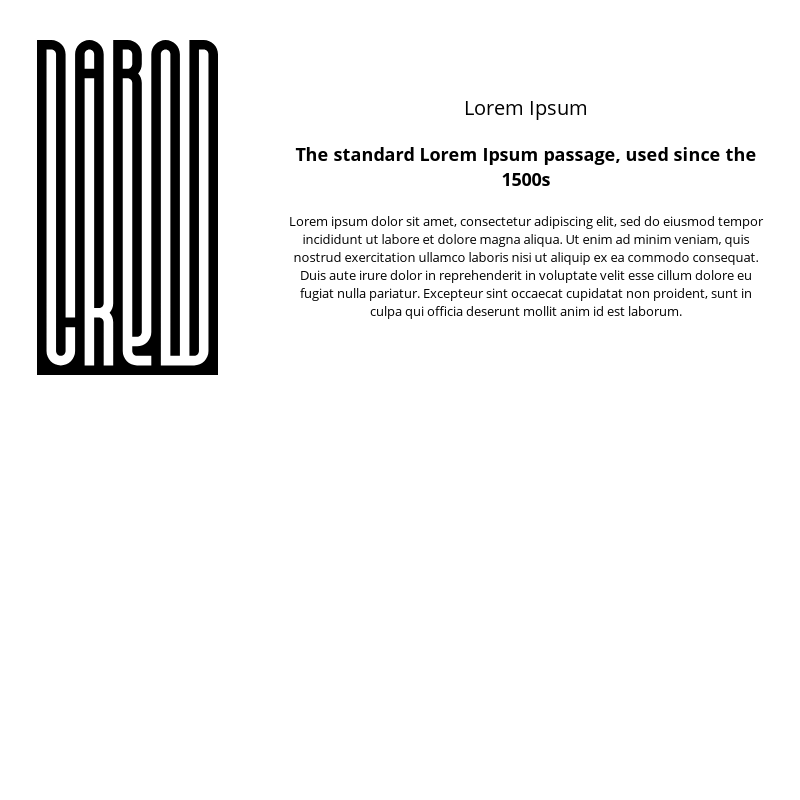 NAROD
CREW
Lorem Ipsum
The standard Lorem Ipsum passage, used since the
1500s
Lorem ipsum dolor sit amet, consectetur adipiscing elit, sed do eiusmod tempor
incididunt ut labore et dolore magna aliqua. Ut enim ad minim veniam, quis
nostrud exercitation ullamco laboris nisi ut aliquip ex ea commodo consequat.
Duis aute irure dolor in reprehenderit in voluptate velit esse cillum dolore eu
fugiat nulla pariatur. Excepteur sint occaecat cupidatat non proident, sunt in
culpa qui officia deserunt mollit anim id est laborum.